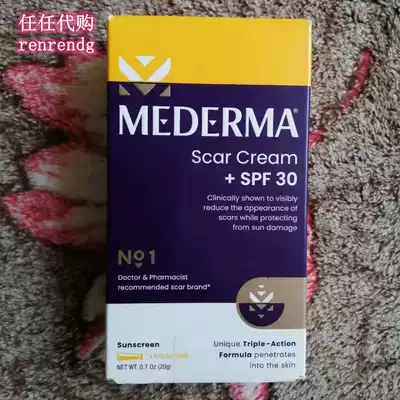 任任代购
renrendg
MEDERMA®
Scar Cream
+ SPF 30
Clinically shown to visibly
reduce the appearance of
scars while protecting
from sun damage
No1
Doctor & Pharmacist
recommended scar brand*
Sunscreen
NET WT. 0.7 Oz (20g)
Unique Triple-Action
Formula penetrates
into the skin